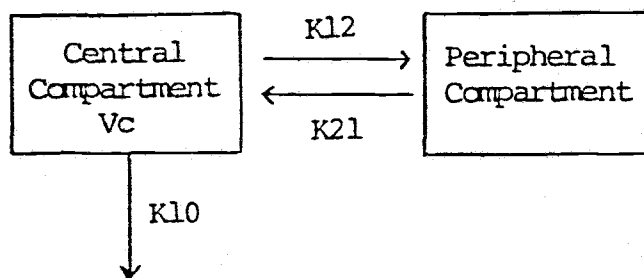 Central
Compartment
Vc
K12
K21
Peripheral
Compartment
K10